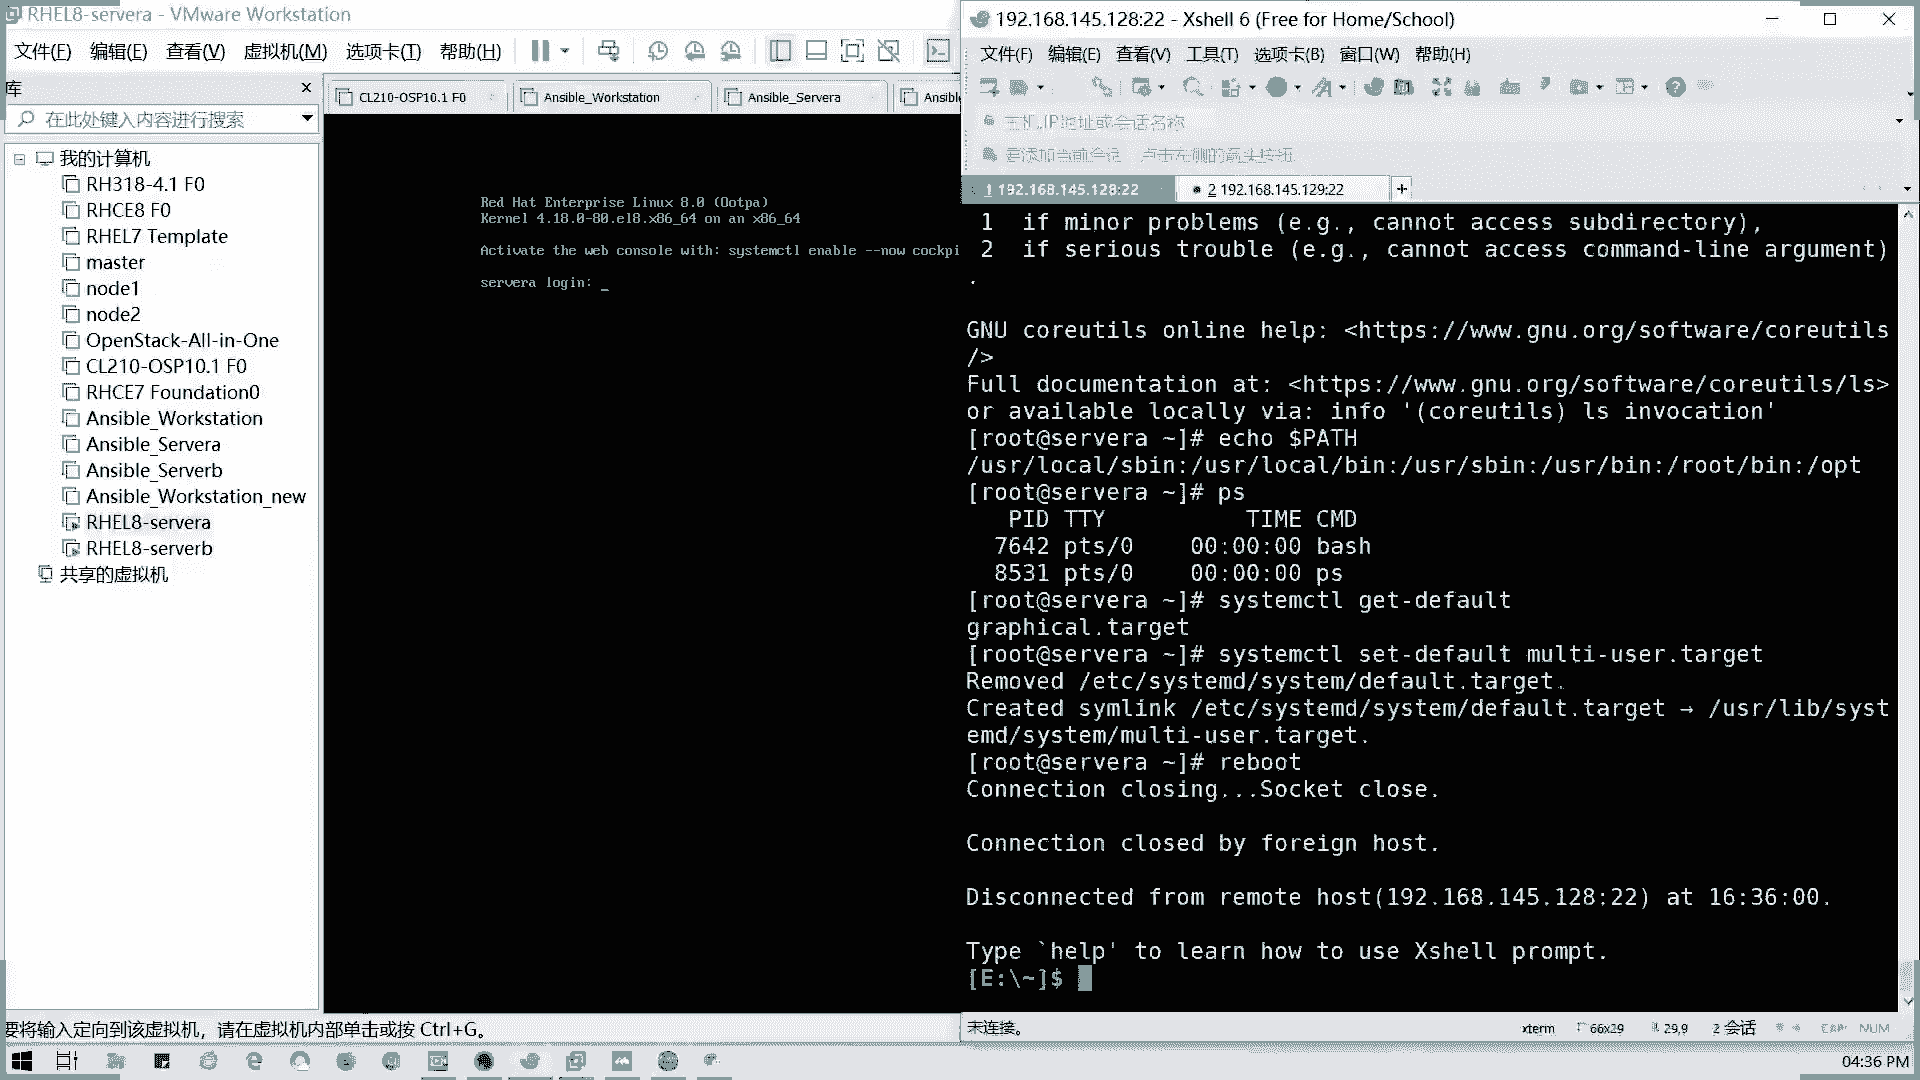 RHEL8-servera - VMware Workstation
文件(F) 编辑(E) 查看(V) 虚拟机(M) 选项卡(T) 帮助(H)
库
在此处键入内容进行搜索
我的计算机
RH318-4.1 F0
RHCE8 F0
RHEL7 Template
master
node1
node2
OpenStack-All-in-One
CL210-OSP10.1 F0
RHCE7 Foundation0
Ansible_Workstation
Ansible_Servera
Ansible_Serverb
Ansible_Workstation_new
RHEL8-servera
RHEL8-serverb
共享的虚拟机
CL210-OSP10.1 F0
Ansible_Workstation
Ansible_Servera
Ansibl
Red Hat Enterprise Linux 8.0 (Ootpa)
Kernel 4.18.0-80.el8.x86_64 on an x86_64
Activate the web console with: systemctl enable --now cockpi
servera login: _
要将输入定向到该虚拟机，请在虚拟机内部单击或按 Ctrl+G。
192.168.145.128:22 - Xshell 6 (Free for Home/School)
文件(F) 编辑(E) 查看(V) 工具(T) 选项卡(B) 窗口(W) 帮助(H)
主机,IP地址或会话名称
要添加当前会话，点击左侧的箭头按钮。
1 192.168.145.128:22
2 192.168.145.129:22
+
1 if minor problems (e.g., cannot access subdirectory),
2 if serious trouble (e.g., cannot access command-line argument)
.
GNU coreutils online help: <https://www.gnu.org/software/coreutils
/>
Full documentation at: <https://www.gnu.org/software/coreutils/ls>
or available locally via: info '(coreutils) ls invocation'
[root@servera ~]# echo $PATH
/usr/local/sbin:/usr/local/bin:/usr/sbin:/usr/bin:/root/bin:/opt
[root@servera ~]# ps
PID TTY TIME CMD
7642 pts/0 00:00:00 bash
8531 pts/0 00:00:00 ps
[root@servera ~]# systemctl get-default
graphical.target
[root@servera ~]# systemctl set-default multi-user.target
Removed /etc/systemd/system/default.target.
Created symlink /etc/systemd/system/default.target → /usr/lib/syst
emd/system/multi-user.target.
[root@servera ~]# reboot
Connection closing...Socket close.
Connection closed by foreign host.
Disconnected from remote host(192.168.145.128:22) at 16:36:00.
Type `help' to learn how to use Xshell prompt.
[E:\~]$
未连接。
xterm
66x29
29,9
2 会话
CAP NUM
04:36 PM